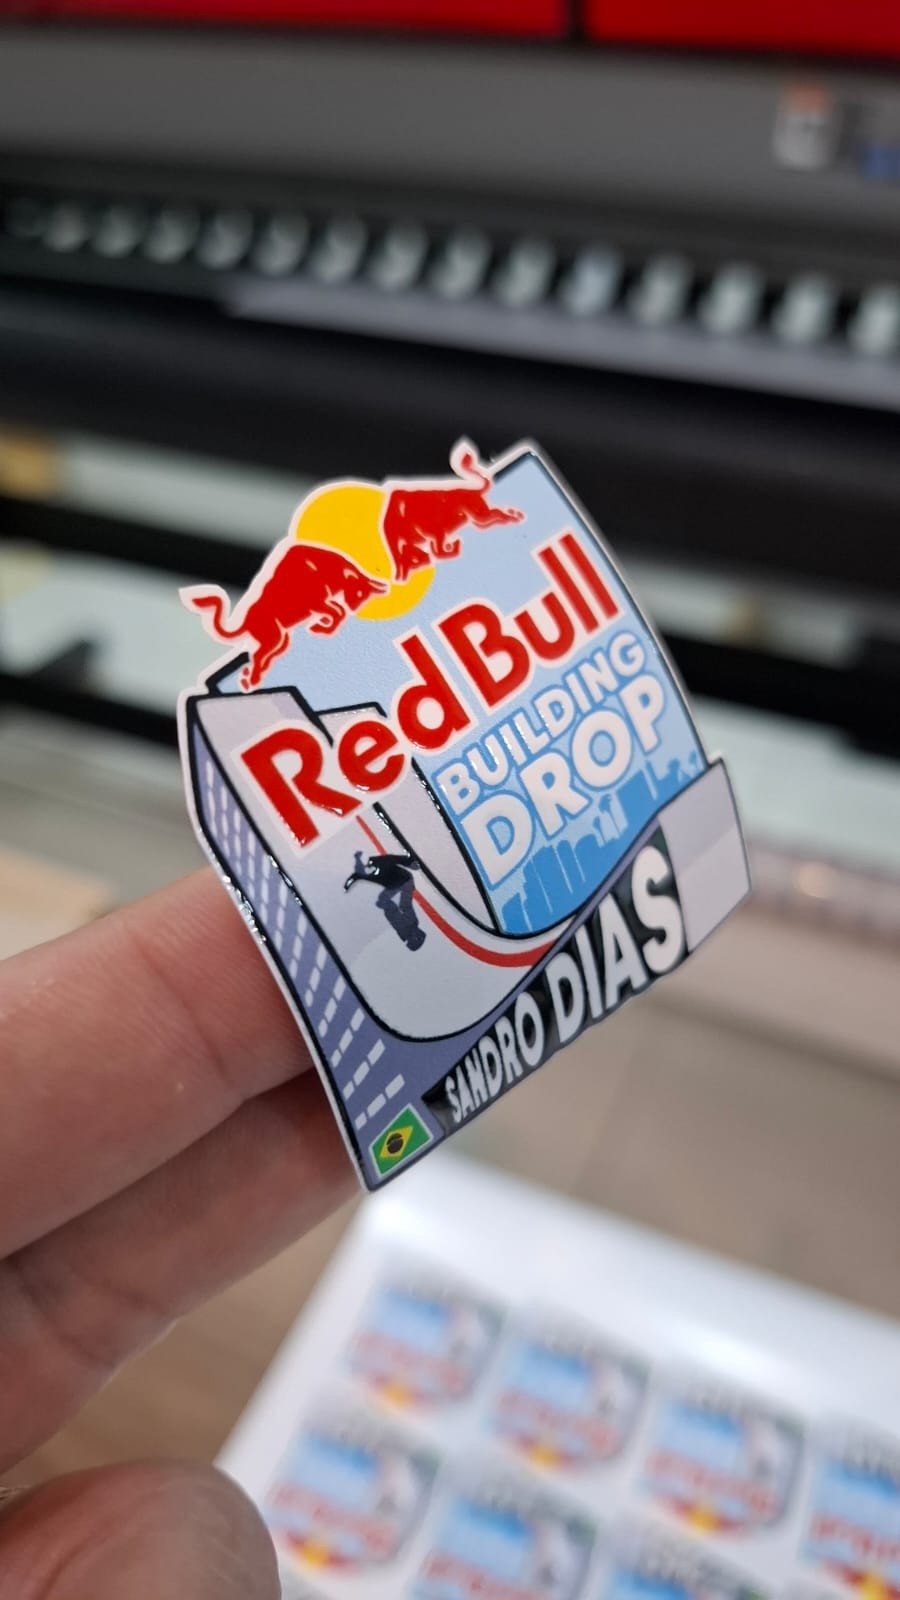 Red Bull
BUILDING
DROP
SANDRO DIAS